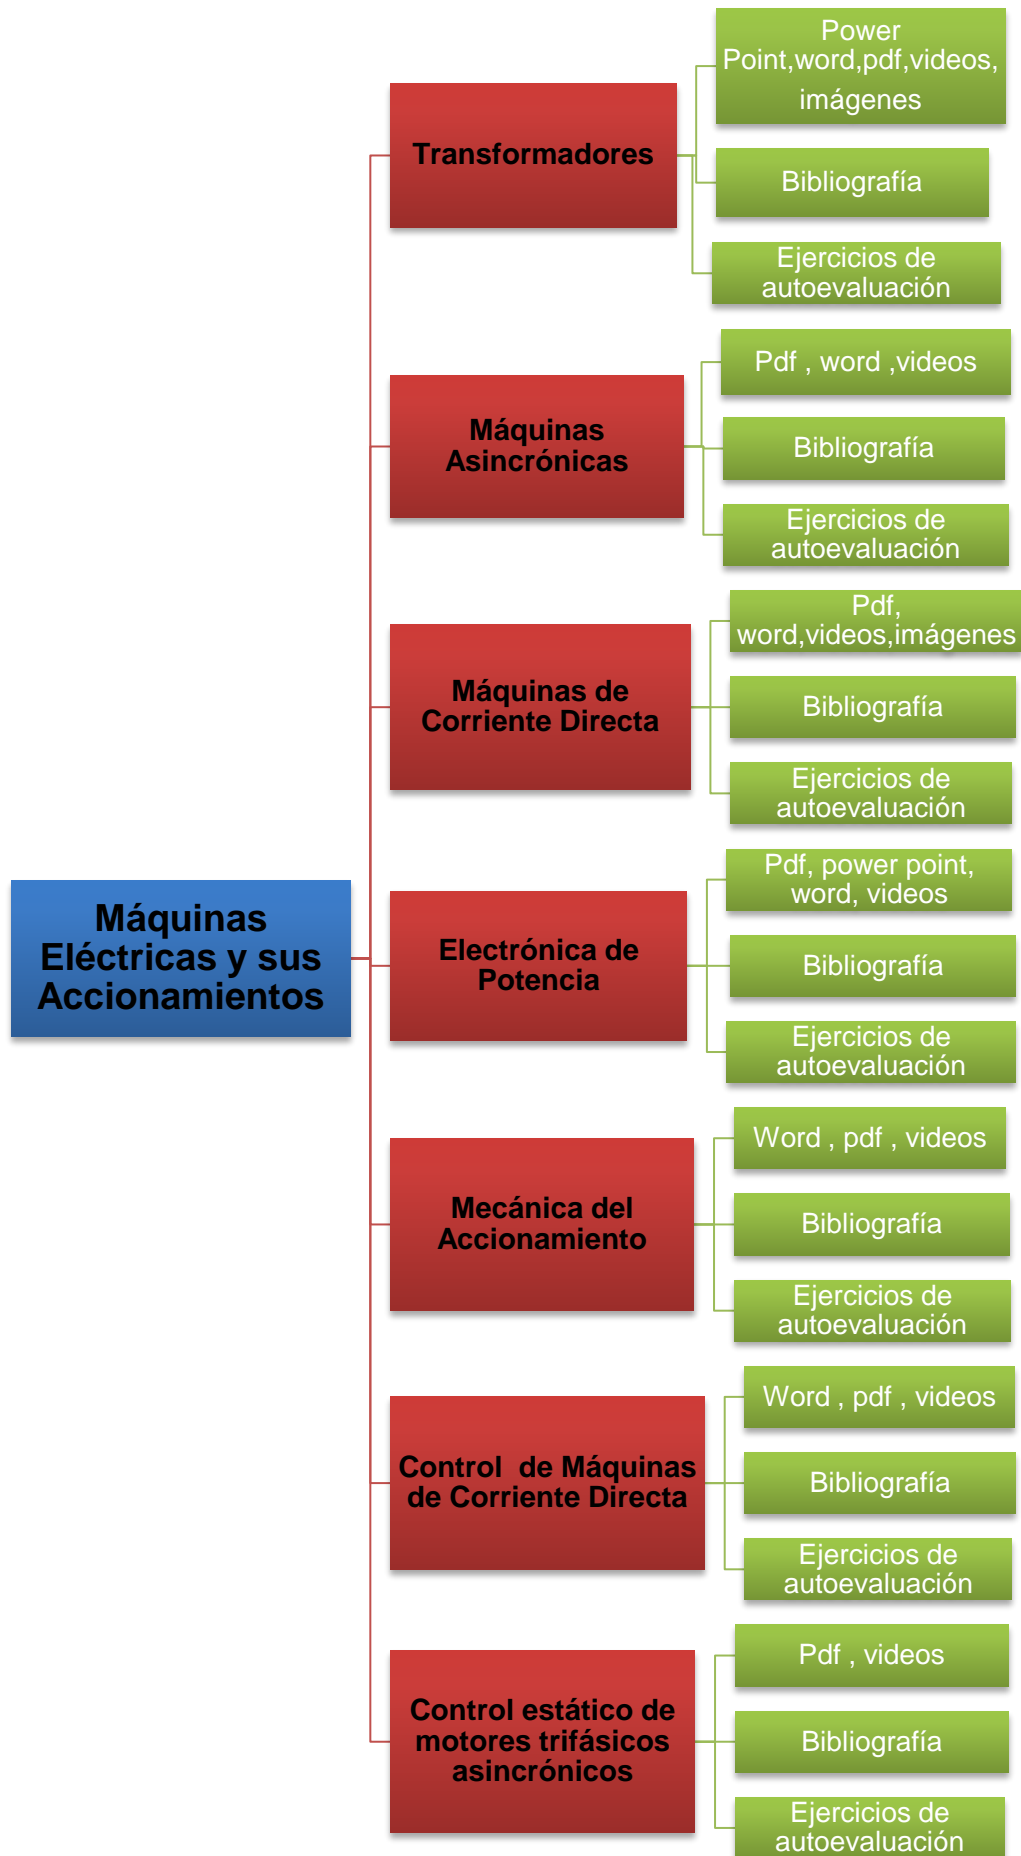 Máquinas
Eléctricas y sus
Accionamientos
Transformadores
Power
Point,word,pdf,videos,
imágenes
Bibliografía
Ejercicios de
autoevaluación
Máquinas
Asincrónicas
Pdf , word ,videos
Bibliografía
Ejercicios de
autoevaluación
Máquinas de
Corriente Directa
Pdf,
word,videos,imágenes
Bibliografía
Ejercicios de
autoevaluación
Electrónica de
Potencia
Pdf, power point,
word, videos
Bibliografía
Ejercicios de
autoevaluación
Mecánica del
Accionamiento
Word , pdf , videos
Bibliografía
Ejercicios de
autoevaluación
Control  de Máquinas
de Corriente Directa
Word , pdf , videos
Bibliografía
Ejercicios de
autoevaluación
Control estático de
motores trifásicos
asincrónicos
Pdf , videos
Bibliografía
Ejercicios de
autoevaluación